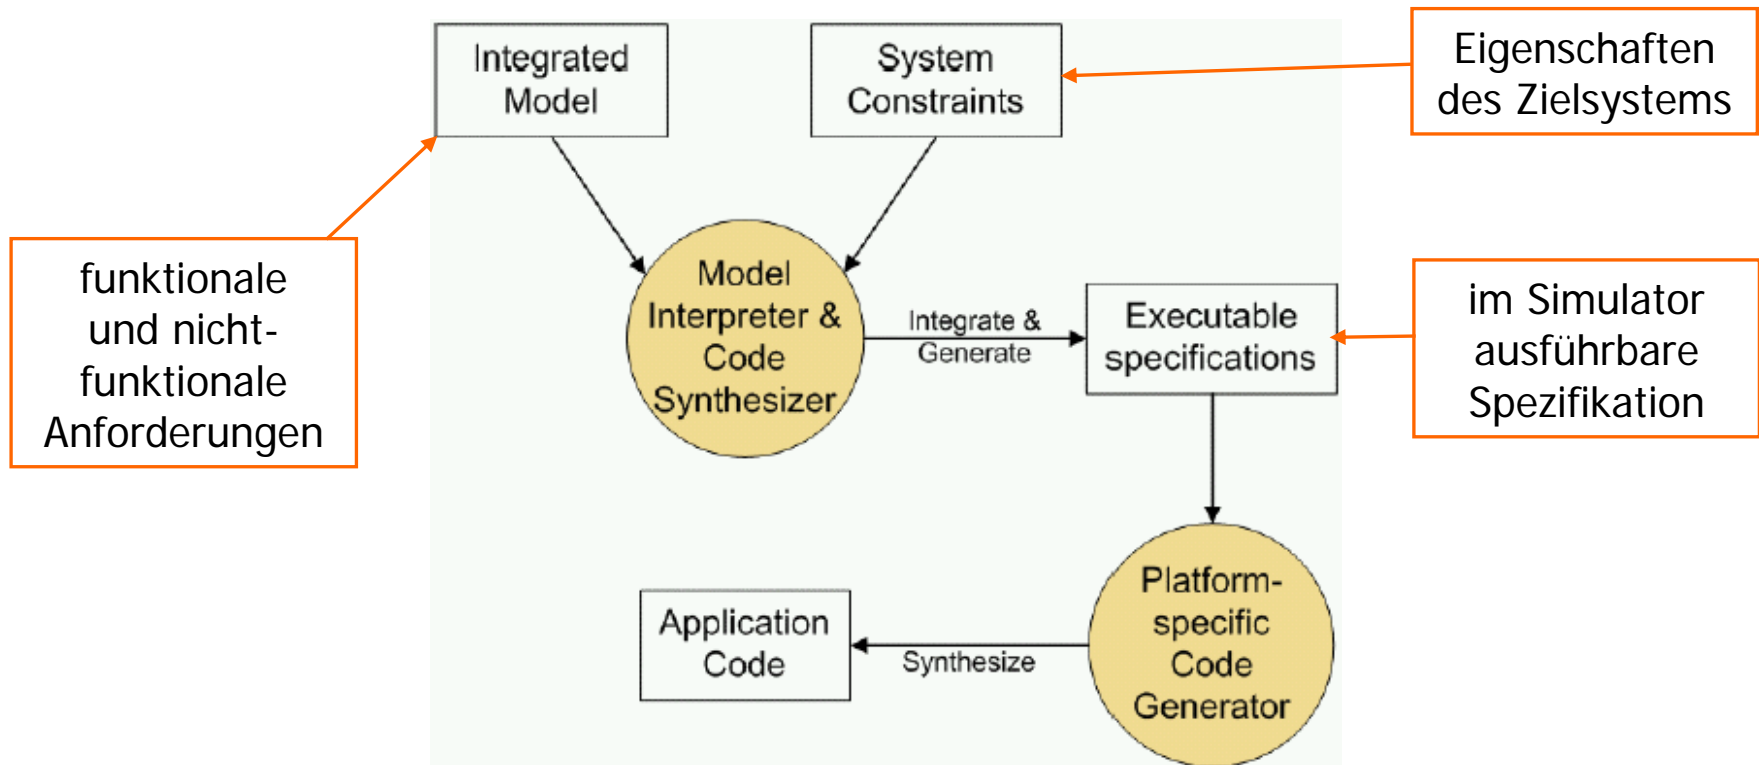 Integrated
Model
System
Constraints
Eigenschaften
des Zielsystems
funktionale
und nicht-
funktionale
Anforderungen
Model
Interpreter &
Code
Synthesizer
Integrate &
Generate
Executable
specifications
im Simulator
ausführbare
Spezifikation
Platform-
specific
Code
Generator
Synthesize
Application
Code